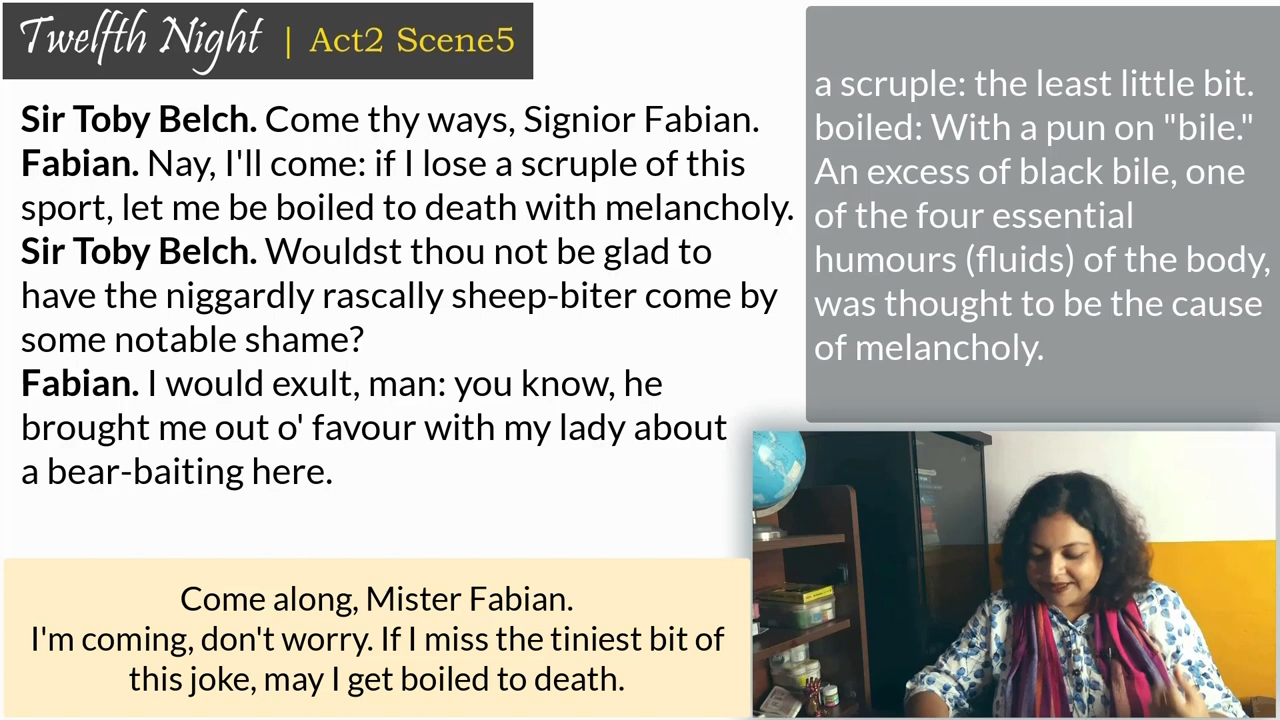 Twelfth Night | Act2 Scene5
Sir Toby Belch. Come thy ways, Signior Fabian.
Fabian. Nay, I'll come: if I lose a scruple of this
sport, let me be boiled to death with melancholy.
Sir Toby Belch. Wouldst thou not be glad to
have the niggardly rascally sheep-biter come by
some notable shame?
Fabian. I would exult, man: you know, he
brought me out o' favour with my lady about
a bear-baiting here.
a scruple: the least little bit.
boiled: With a pun on "bile."
An excess of black bile, one
of the four essential
humours (fluids) of the body,
was thought to be the cause
of melancholy.
Come along, Mister Fabian.
I'm coming, don't worry. If I miss the tiniest bit of
this joke, may I get boiled to death.